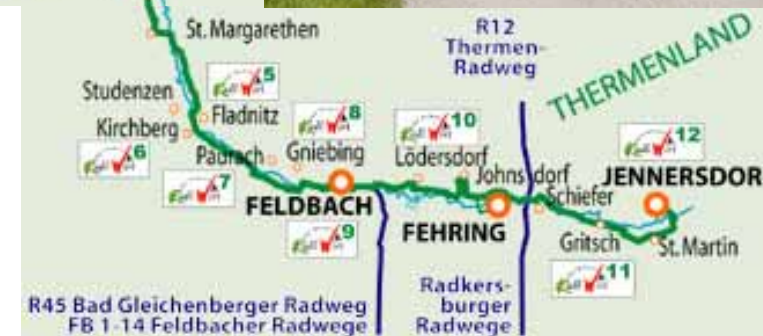 St. Margarethen
R12
Thermen-
Radweg
THERMENLAND
Studenzen
5
Fladnitz
Kirchberg
6
8
10
12
Paurach
Gniebing
Lödersdorf
Johnsdorf
7
Schiefer
JENNERSDOR
FELDBACH
FEHRING
9
Gritsch
St. Martin
11
R45 Bad Gleichenberger Radweg
FB 1-14 Feldbacher Radwege
Radkers-
burger
Radwege